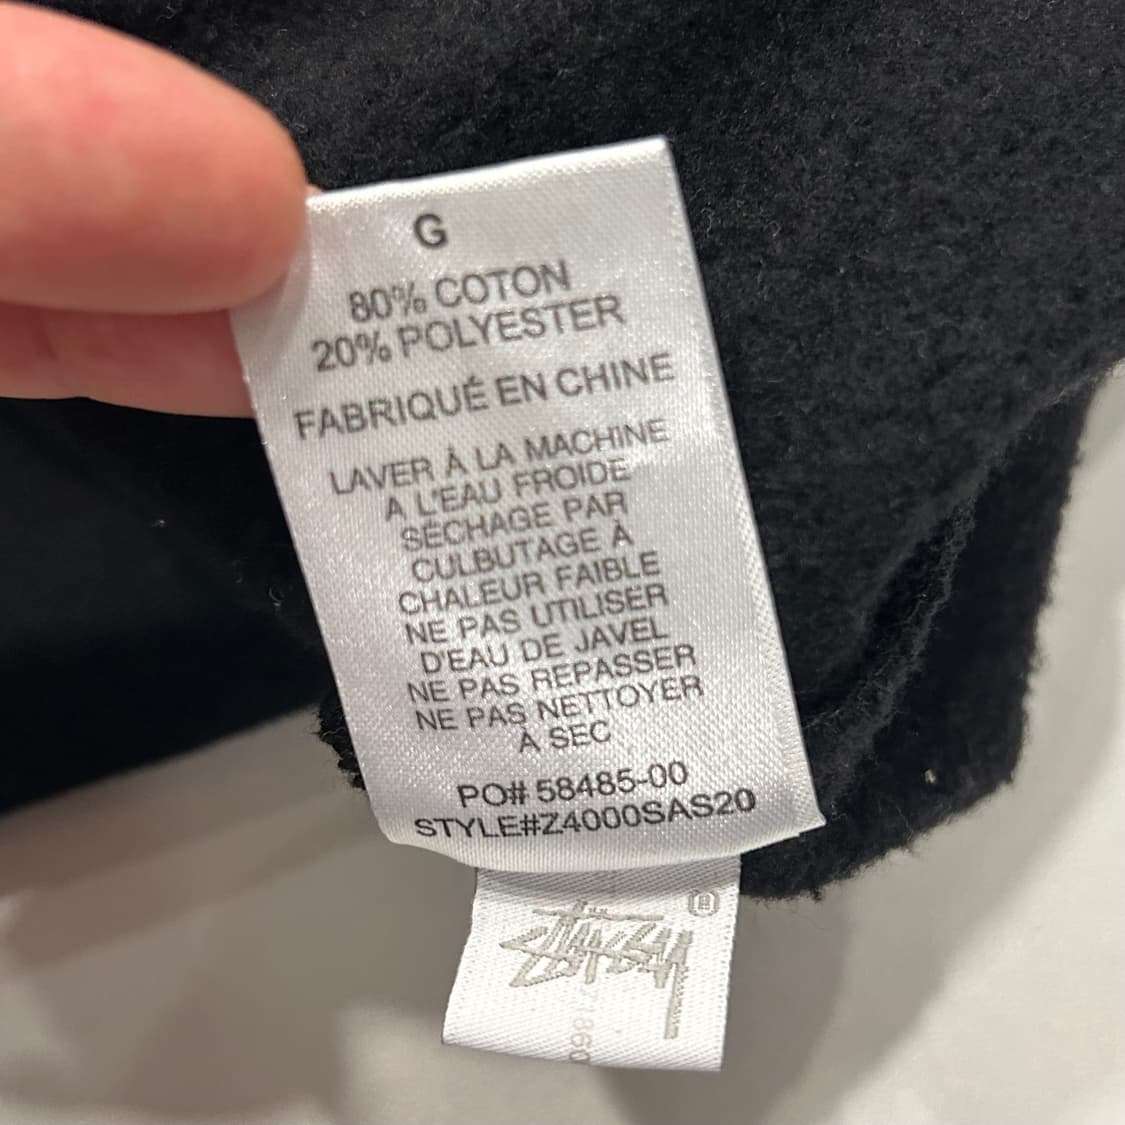 G
80% COTON
20% POLYESTER
FABRIQUÉ EN CHINE
LAVER À LA MACHINE
A L'EAU FROIDE
SÉCHAGE PAR
CULBUTAGE À
CHALEUR FAIBLE
NE PAS UTILISER
D'EAU DE JAVEL
NE PAS REPASSER
NE PAS NETTOYER
À SEC
PO# 58485-00
STYLE#Z4000SAS20
®
Stüssy